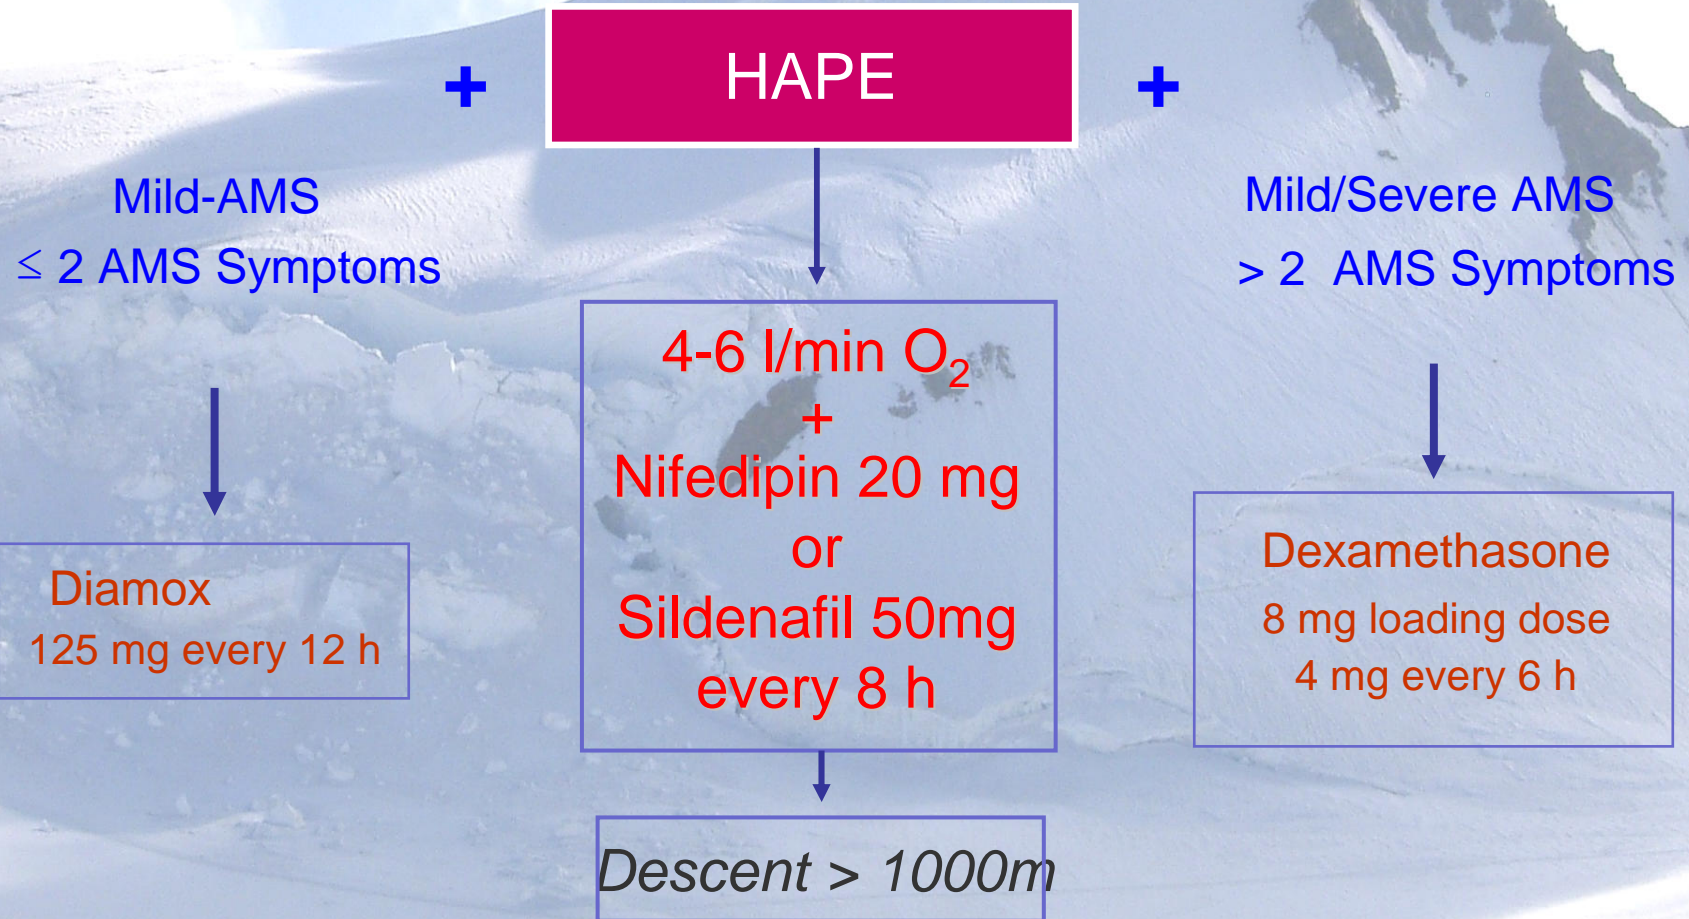 +
HAPE
+
Mild-AMS
≤ 2 AMS Symptoms
Diamox
125 mg every 12 h
4-6 l/min O₂
+
Nifedipin 20 mg
or
Sildenafil 50mg
every 8 h
Descent > 1000m
Mild/Severe AMS
> 2 AMS Symptoms
Dexamethasone
8 mg loading dose
4 mg every 6 h